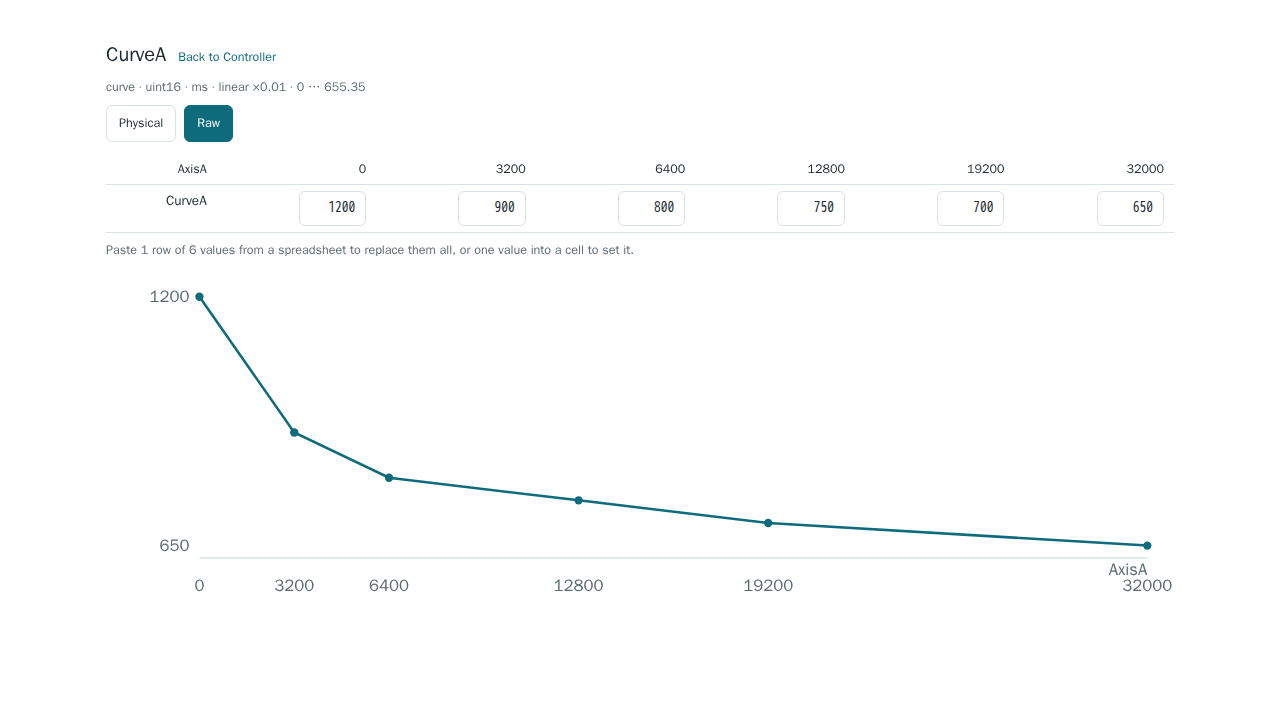 CurveA Back to Controller
curve · uint16 · ms · linear ×0.01 · 0 ··· 655.35
Physical Raw
AxisA 0 3200 6400 12800 19200 32000
CurveA 1200 900 800 750 700 650
Paste 1 row of 6 values from a spreadsheet to replace them all, or one value into a cell to set it.
1200
650
AxisA
0 3200 6400 12800 19200 32000